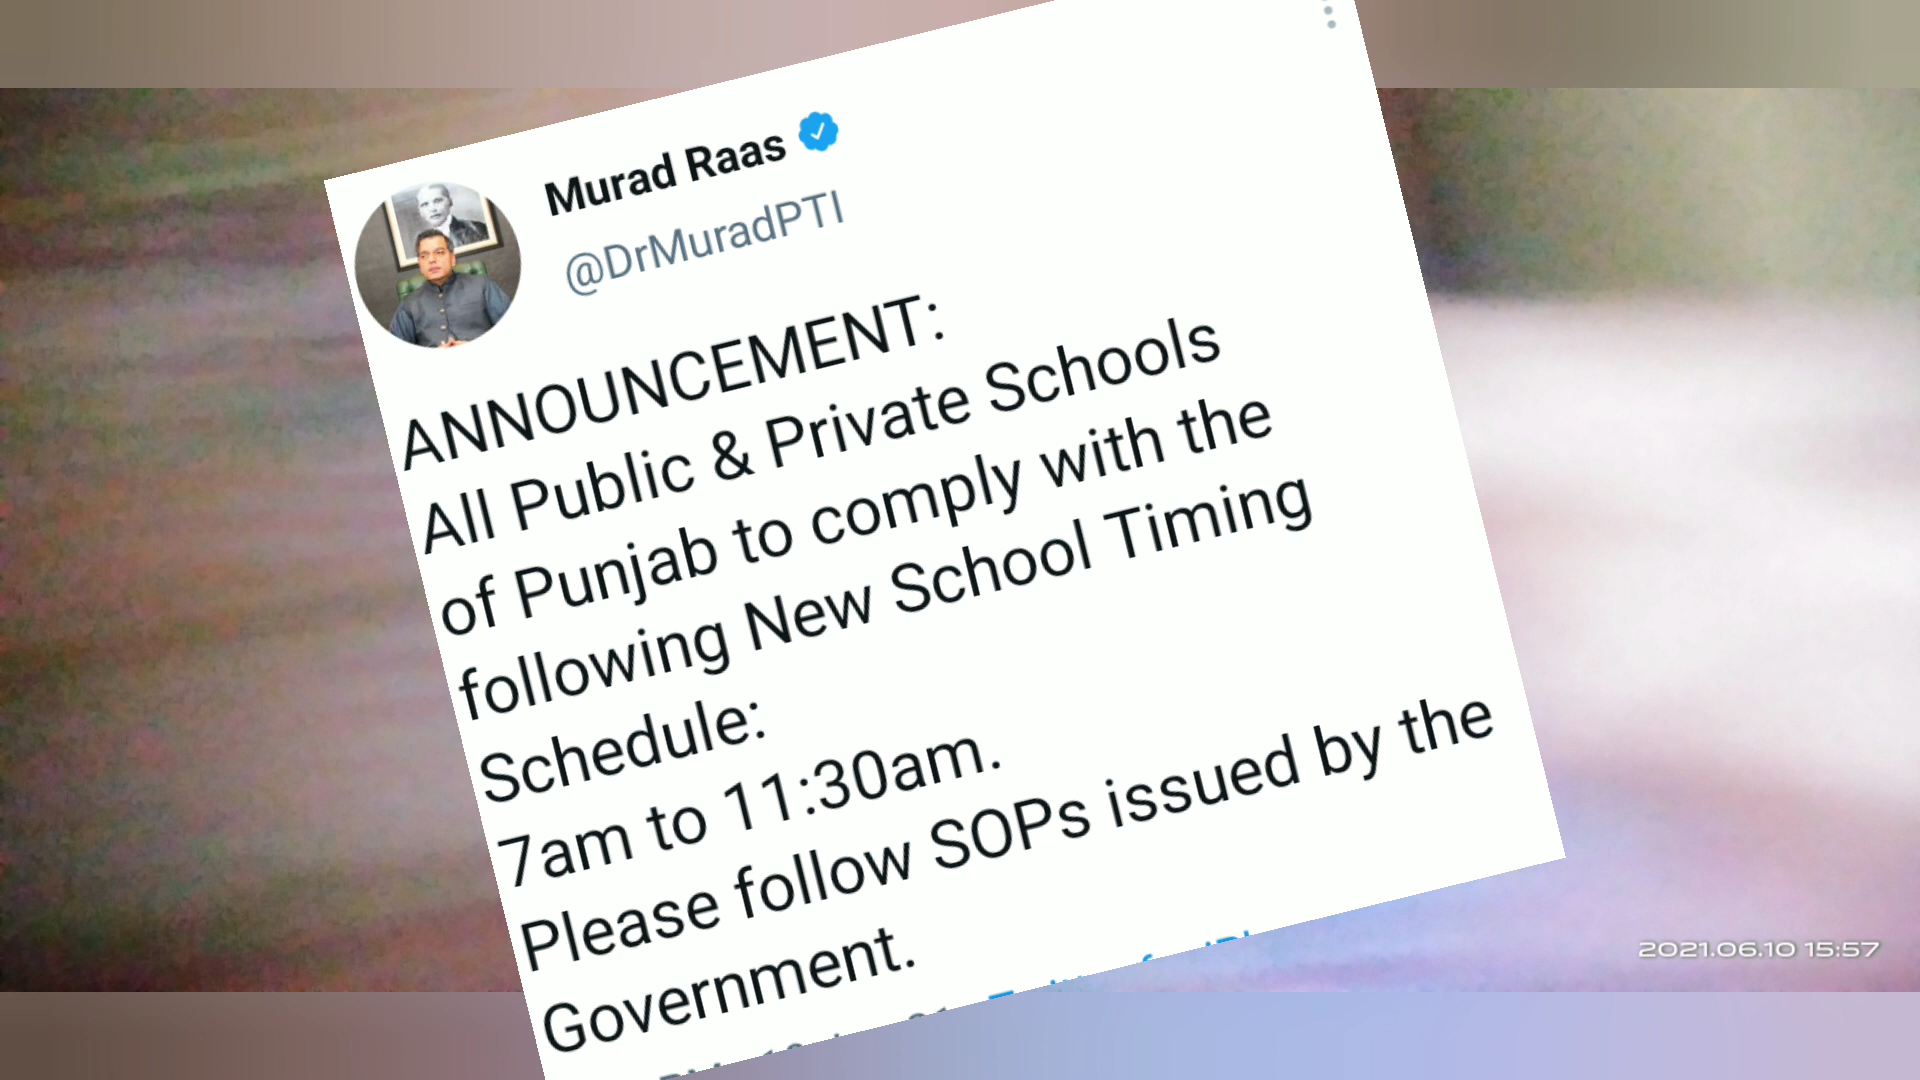 Murad Raas
@DrMuradPTI
ANNOUNCEMENT:
All Public & Private Schools
of Punjab to comply with the
following New School Timing
Schedule:
7am to 11:30am.
Please follow SOPs issued by the
Government.
2021.06.10 15:57